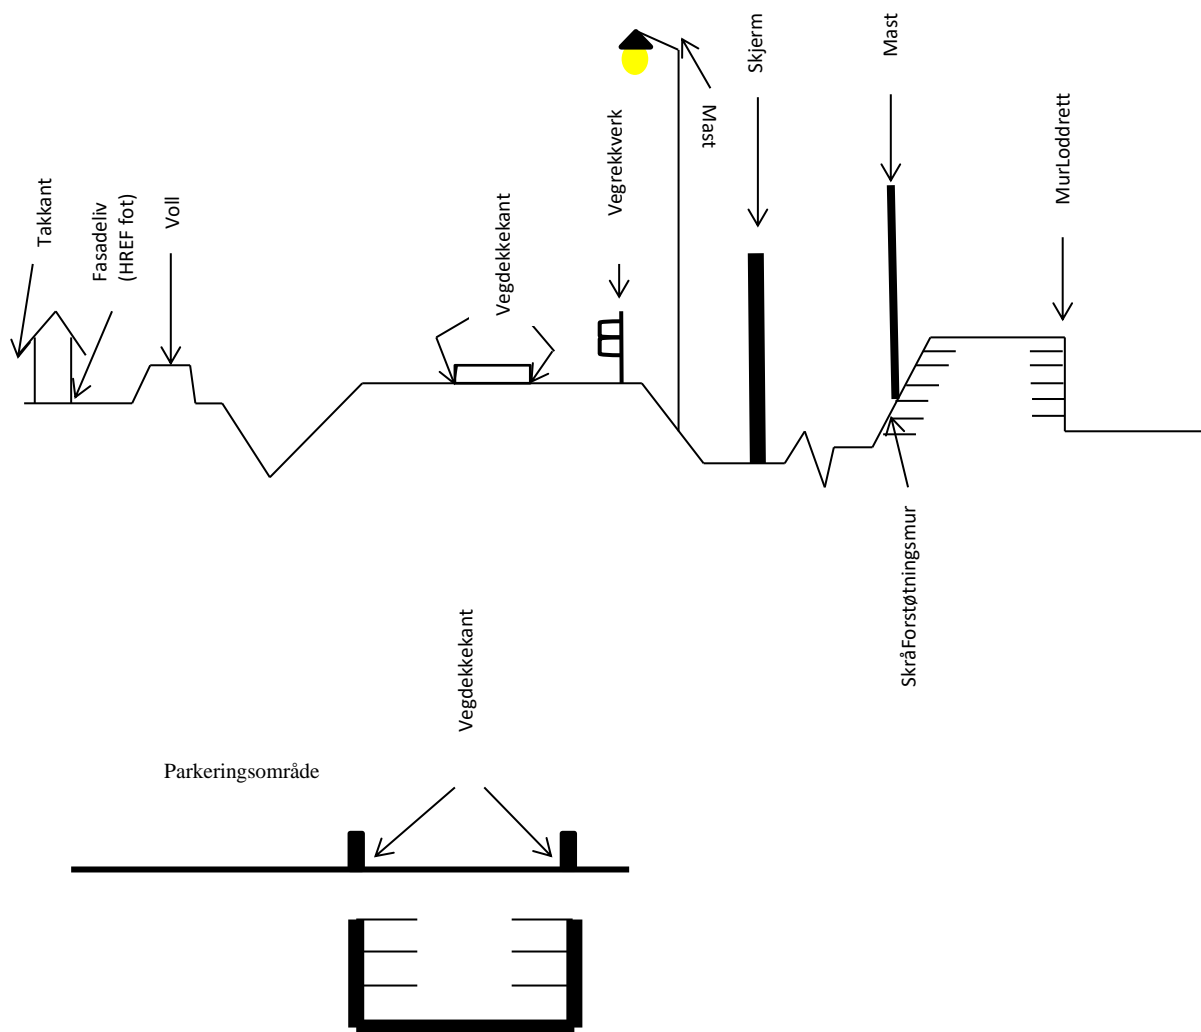 Takkant
Fasadeliv
(HREF fot)
Voll
Vegdekkekant
Vegrekkverk
Mast
Skjerm
Mast
MurLoddrett
SkråForstøtningsmur
Vegdekkekant
Parkeringsområde